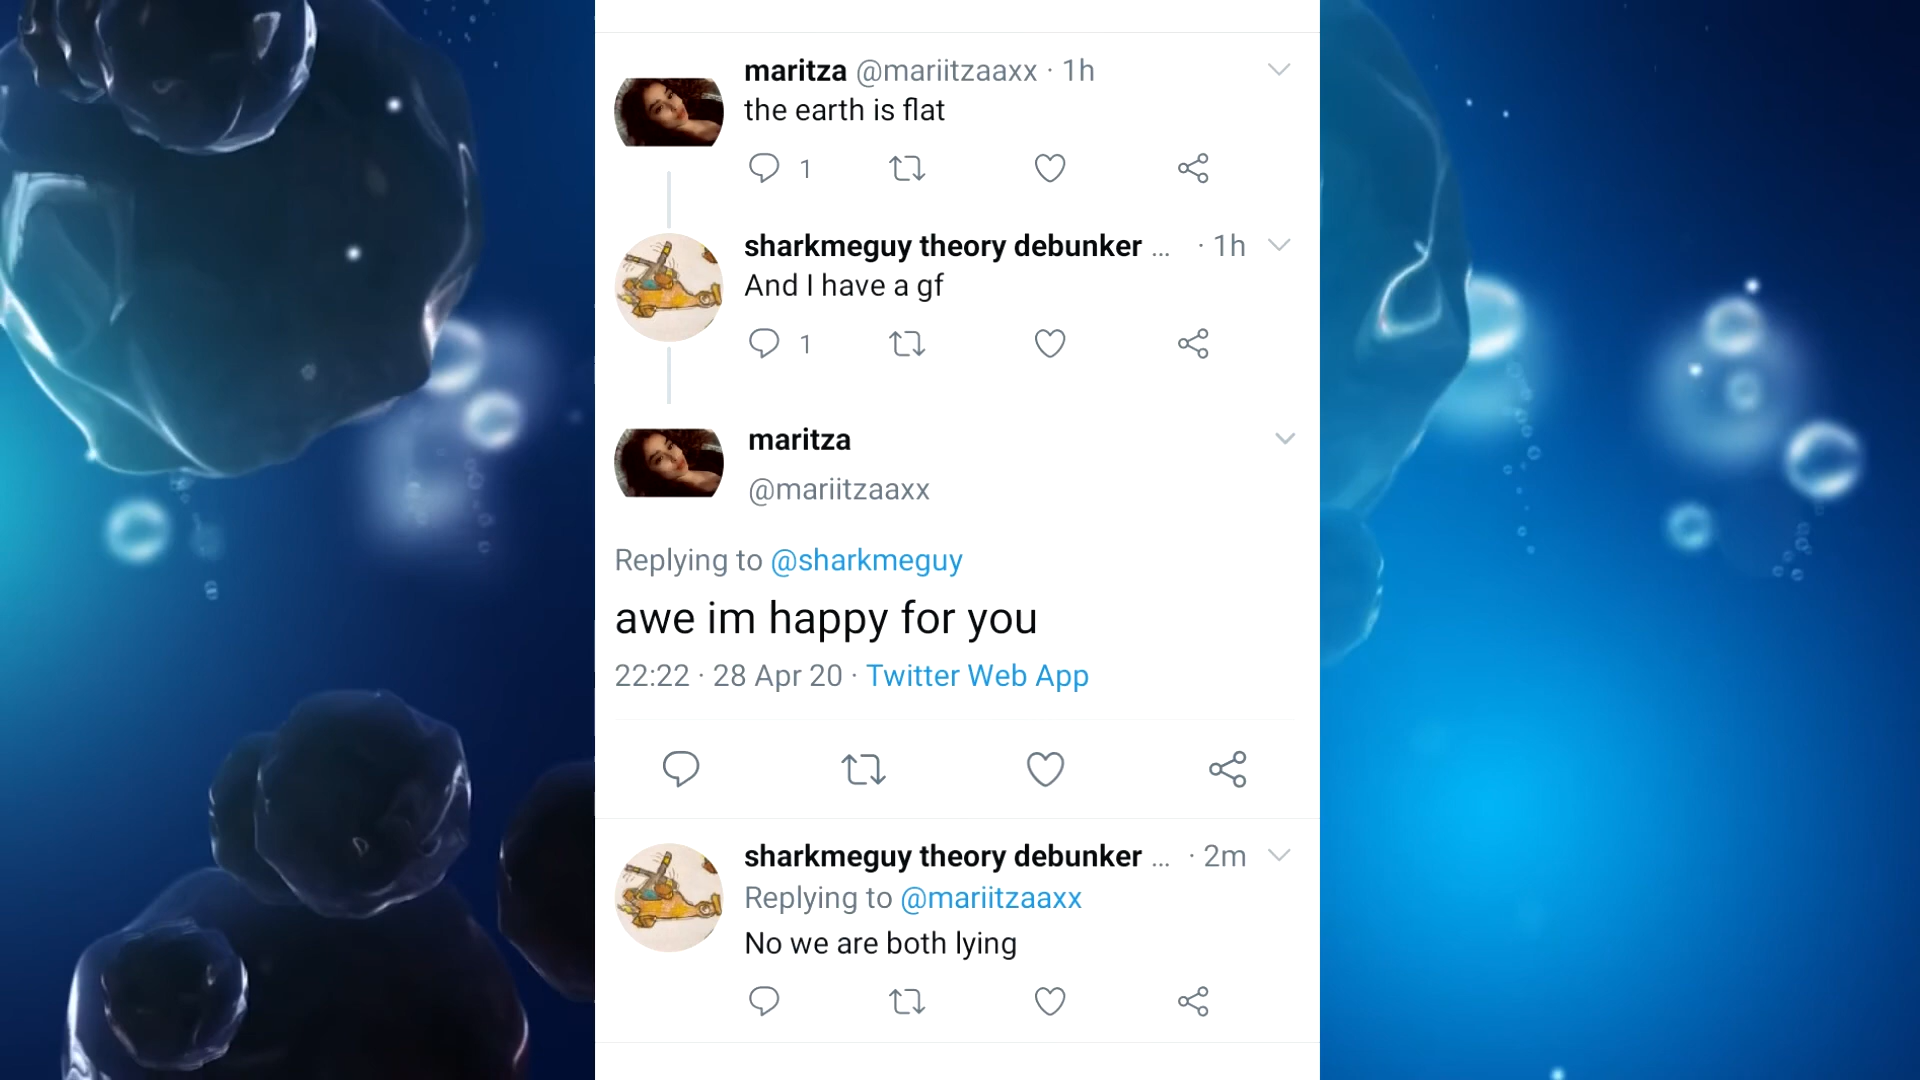 maritza @mariitzaaxx · 1h
the earth is flat
1
sharkmeguy theory debunker ... · 1h
And I have a gf
1
maritza
@mariitzaaxx
Replying to @sharkmeguy
awe im happy for you
22:22 · 28 Apr 20 · Twitter Web App
sharkmeguy theory debunker ... · 2m
Replying to @mariitzaaxx
No we are both lying